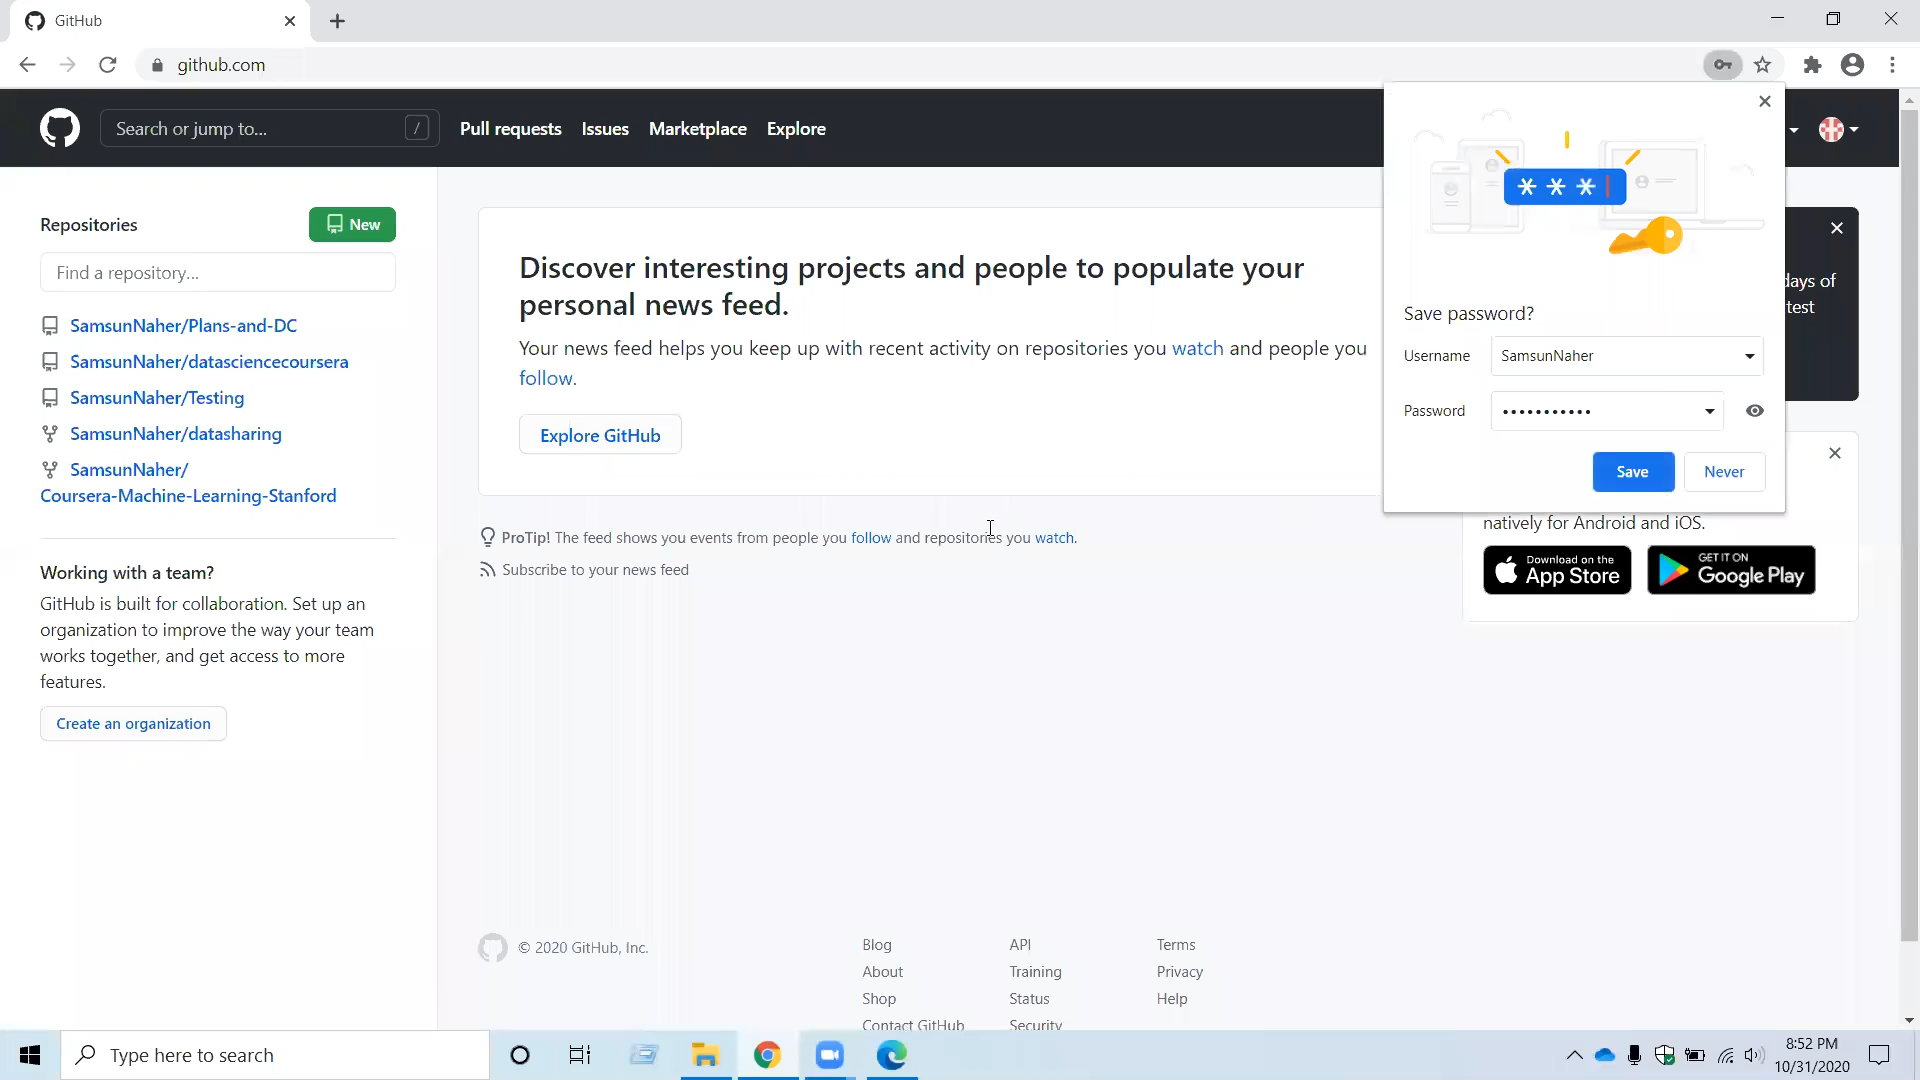 GitHub
github.com
Search or jump to...
/
Pull requests
Issues
Marketplace
Explore
Repositories
New
Find a repository...
SamsunNaher/Plans-and-DC
SamsunNaher/datasciencecoursera
SamsunNaher/Testing
SamsunNaher/datasharing
SamsunNaher/
Coursera-Machine-Learning-Stanford
Working with a team?
GitHub is built for collaboration. Set up an
organization to improve the way your team
works together, and get access to more
features.
Create an organization
Discover interesting projects and people to populate your
personal news feed.
Your news feed helps you keep up with recent activity on repositories you watch and people you
follow.
Explore GitHub
ProTip! The feed shows you events from people you follow and repositories you watch.
Subscribe to your news feed
***
Save password?
Username
SamsunNaher
Password
•••••••••••
Save
Never
days of
test
natively for Android and iOS.
Download on the
App Store
GET IT ON
Google Play
© 2020 GitHub, Inc.
Blog
About
Shop
Contact GitHub
API
Training
Status
Security
Terms
Privacy
Help
Type here to search
8:52 PM
10/31/2020